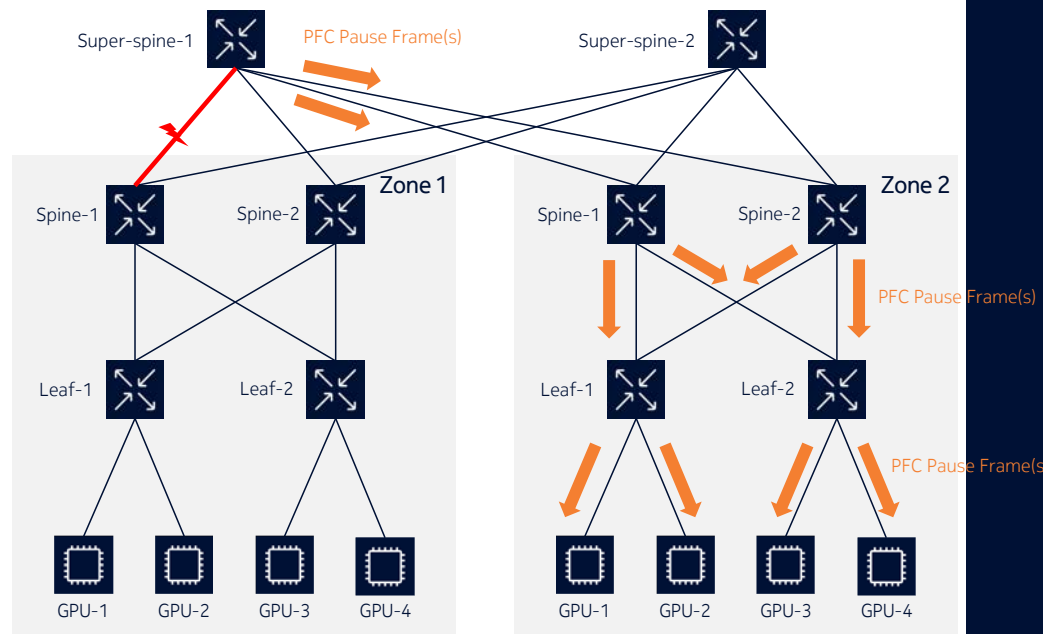 Super-spine-1
PFC Pause Frame(s)
Super-spine-2
Zone 1
Zone 2
Spine-1
Spine-2
Spine-1
Spine-2
PFC Pause Frame(s)
Leaf-1
Leaf-2
Leaf-1
Leaf-2
PFC Pause Frame(s
GPU-1
GPU-2
GPU-3
GPU-4
GPU-1
GPU-2
GPU-3
GPU-4